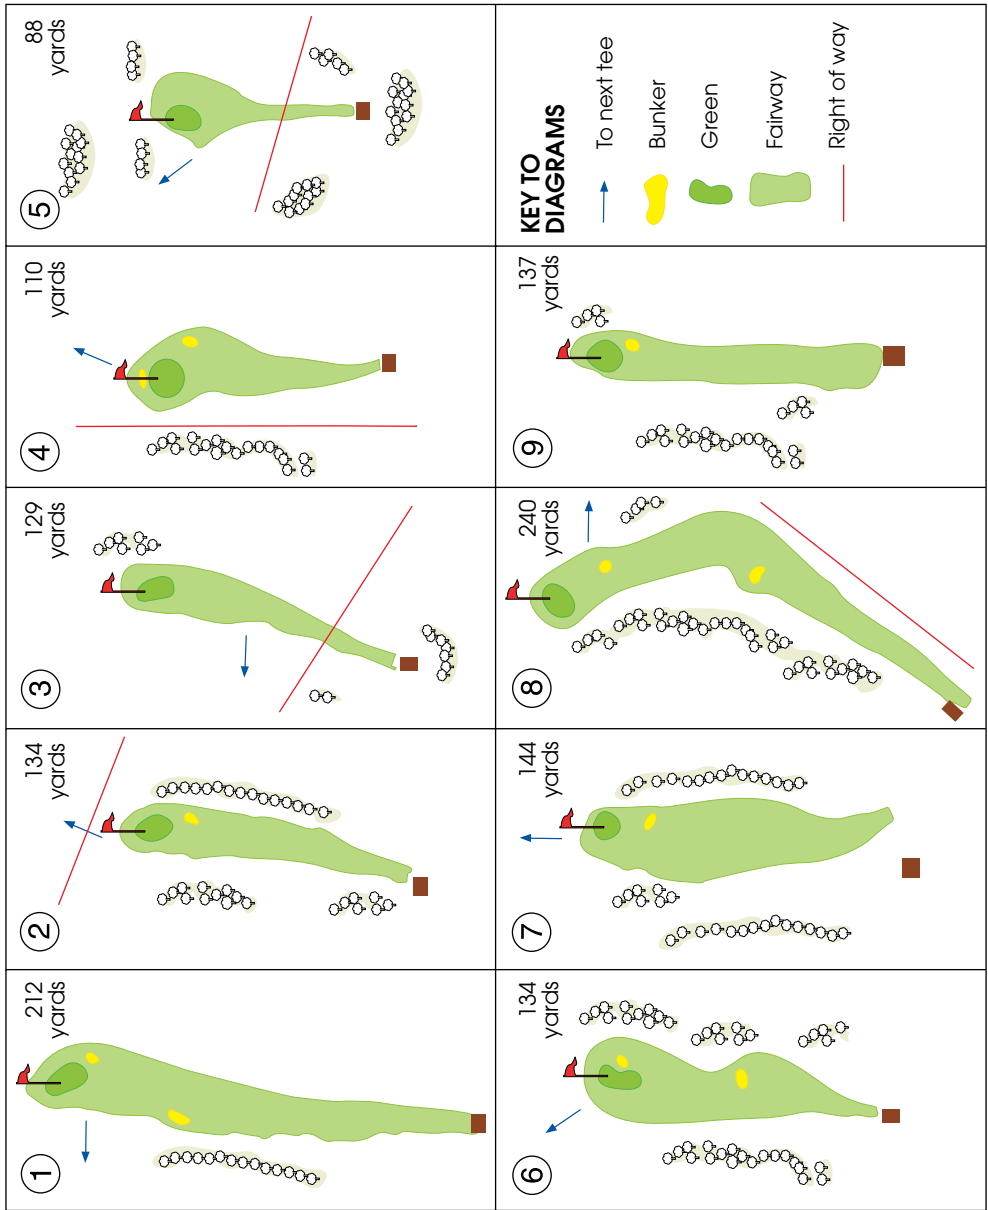 1
212
yards
2
134
yards
3
129
yards
4
110
yards
5
88
yards
6
134
yards
7
144
yards
8
240
yards
9
137
yards
KEY TO
DIAGRAMS
To next tee
Bunker
Green
Fairway
Right of way